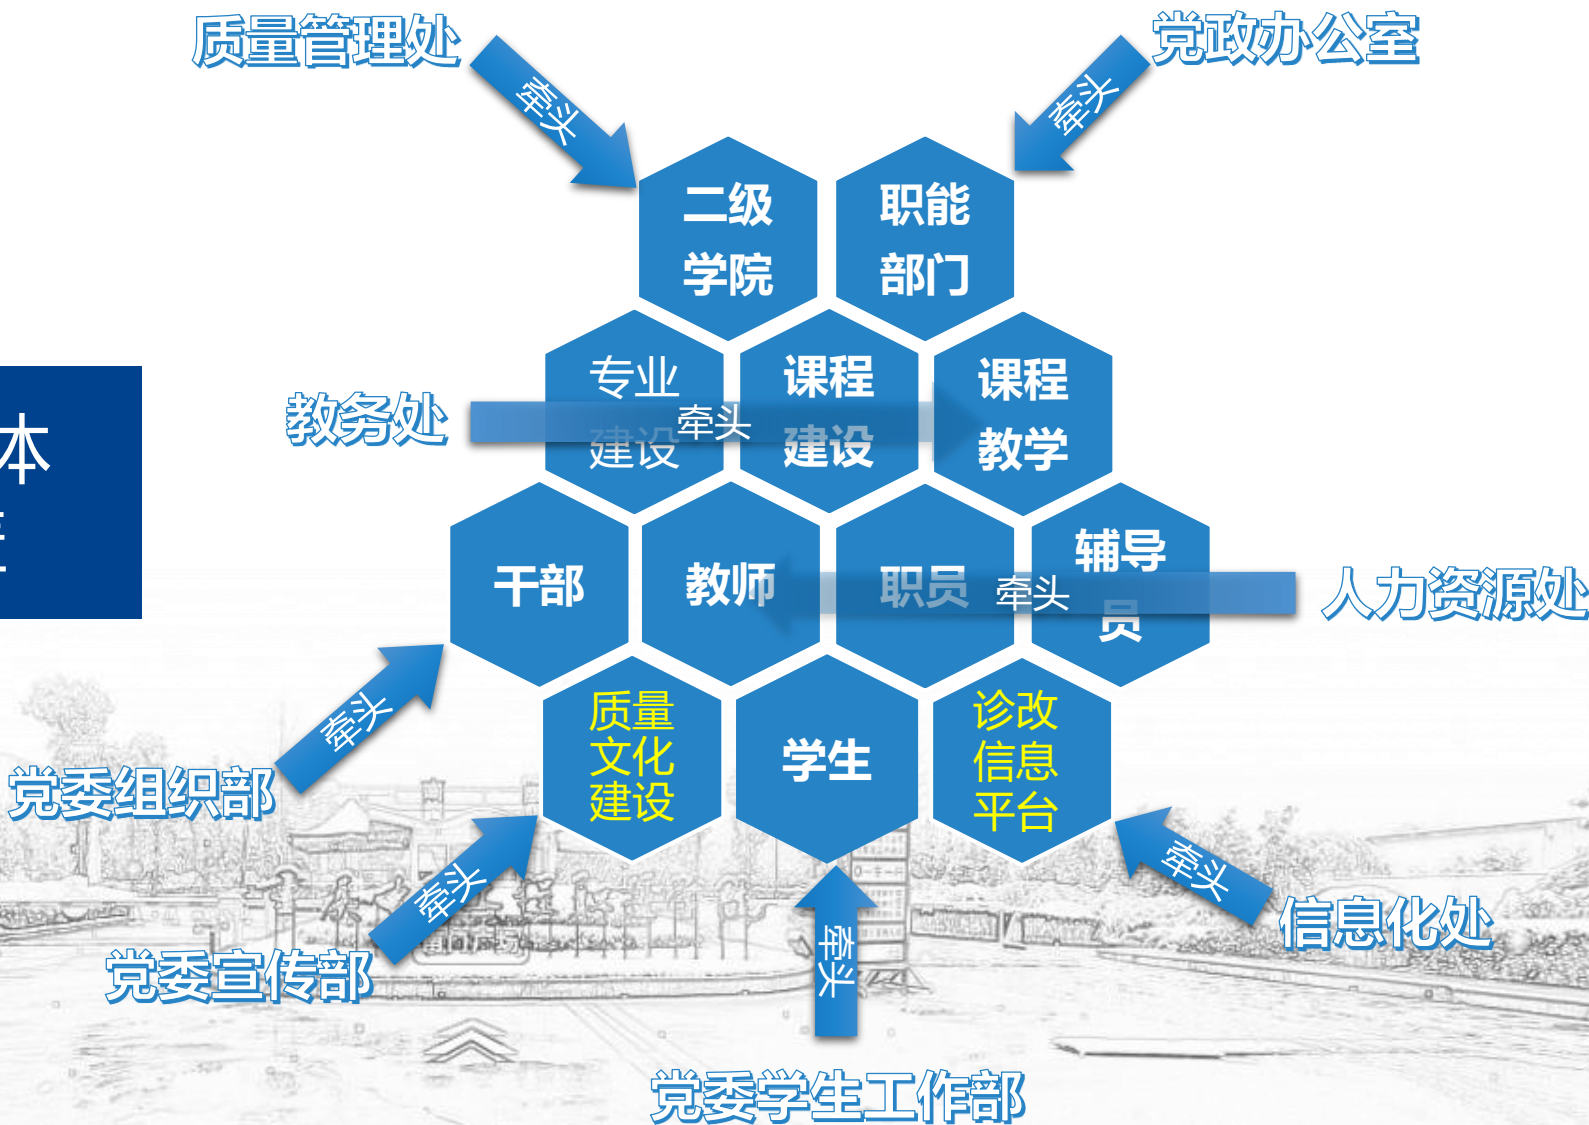 质量管理处
党政办公室
牵头
牵头
二级
学院
职能
部门
专业
建设
课程
建设
课程
教学
教务处
牵头
体
干部
教师
职员
辅导
员
牵头
人力资源处
牵头
党委组织部
质量
文化
建设
学生
诊改
信息
平台
牵头
党委宣传部
牵头
党委学生工作部
牵头
信息化处